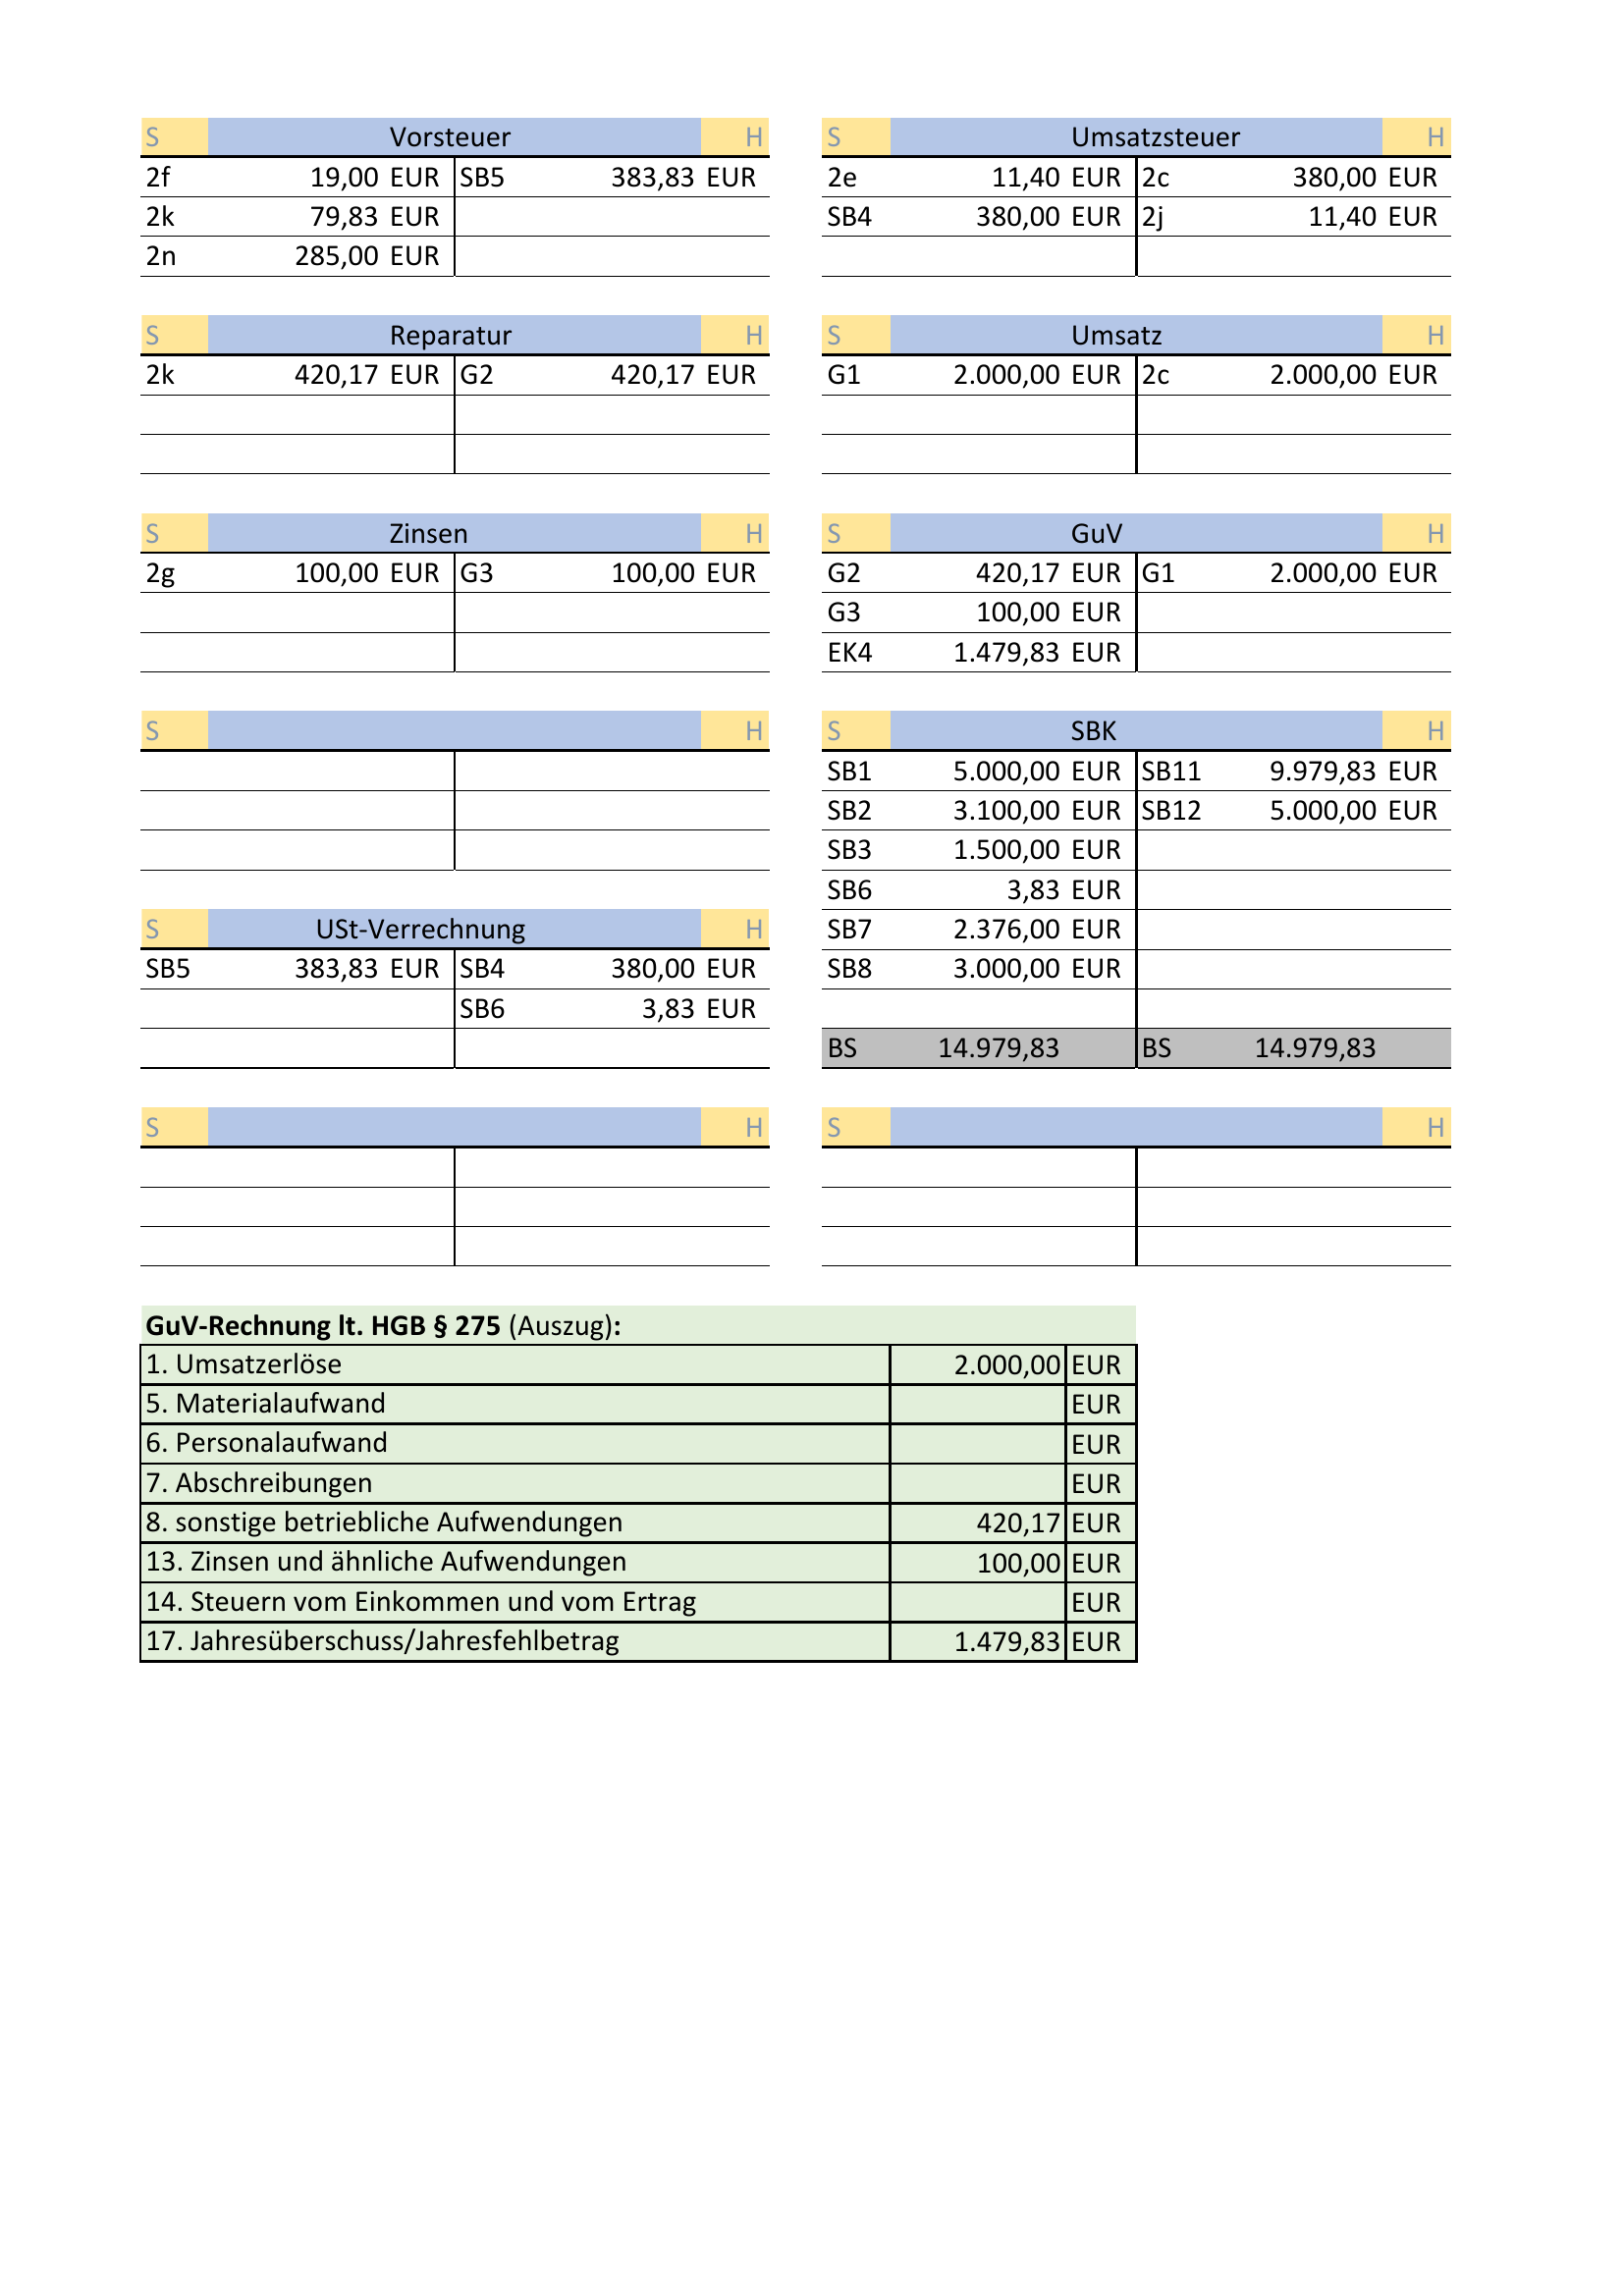 S Vorsteuer H
2f 19,00 EUR SB5 383,83 EUR
2k 79,83 EUR
2n 285,00 EUR
S Umsatzsteuer H
2e 11,40 EUR 2c 380,00 EUR
SB4 380,00 EUR 2j 11,40 EUR
S Reparatur H
2k 420,17 EUR G2 420,17 EUR
S Umsatz H
G1 2.000,00 EUR 2c 2.000,00 EUR
S Zinsen H
2g 100,00 EUR G3 100,00 EUR
S GuV H
G2 420,17 EUR G1 2.000,00 EUR
G3 100,00 EUR
EK4 1.479,83 EUR
S H
S SBK H
SB1 5.000,00 EUR SB11 9.979,83 EUR
SB2 3.100,00 EUR SB12 5.000,00 EUR
SB3 1.500,00 EUR
SB6 3,83 EUR
SB7 2.376,00 EUR
SB8 3.000,00 EUR
BS 14.979,83 BS 14.979,83
S USt-Verrechnung H
SB5 383,83 EUR SB4 380,00 EUR
SB6 3,83 EUR
S H
S H
GuV-Rechnung lt. HGB § 275 (Auszug):
1. Umsatzerlöse 2.000,00 EUR
5. Materialaufwand EUR
6. Personalaufwand EUR
7. Abschreibungen EUR
8. sonstige betriebliche Aufwendungen 420,17 EUR
13. Zinsen und ähnliche Aufwendungen 100,00 EUR
14. Steuern vom Einkommen und vom Ertrag EUR
17. Jahresüberschuss/Jahresfehlbetrag 1.479,83 EUR